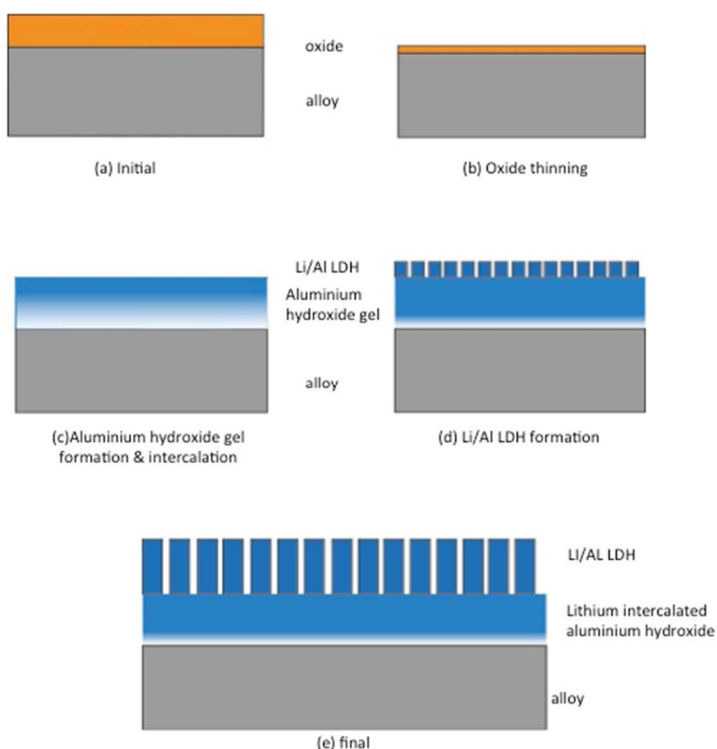 oxide
alloy
(a) Initial
(b) Oxide thinning
Li/Al LDH
Aluminium
hydroxide gel
alloy
(c)Aluminium hydroxide gel
formation & intercalation
(d) Li/Al LDH formation
LI/AL LDH
Lithium intercalated
aluminium hydroxide
alloy
(e) final